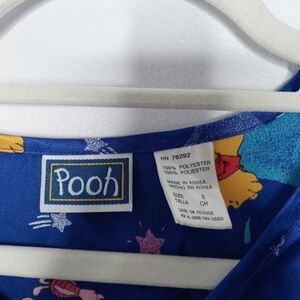 Pooh
RN 76292
100% POLYESTER
100% POLIESTER
MADE IN KOREA
HECHO EN KOREA
SIZE S
TALLA CH
CARE ON REVERSE